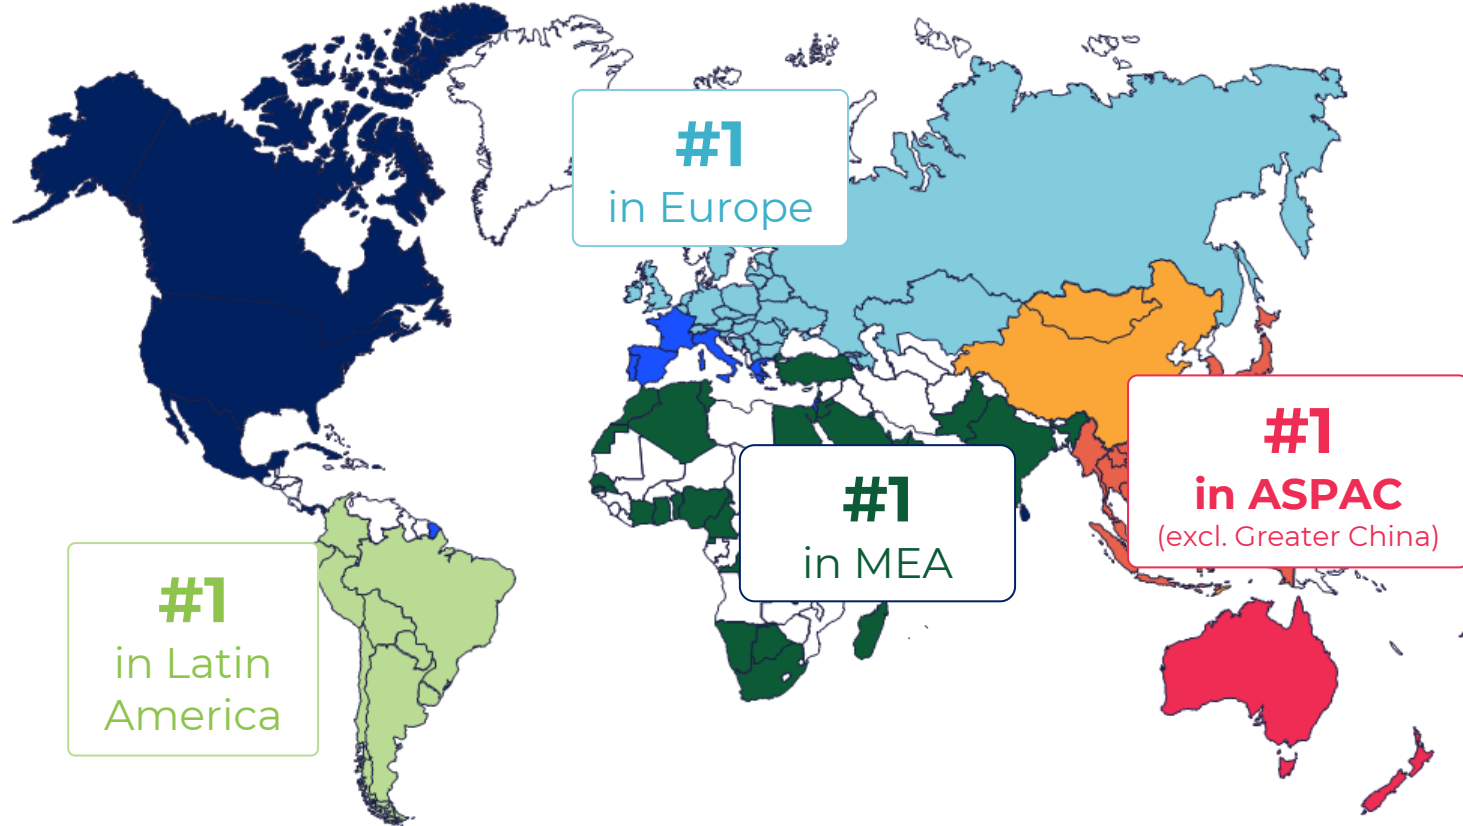 #1
in Europe
#1
in ASPAC
(excl. Greater China)
#1
in MEA
#1
in Latin
America